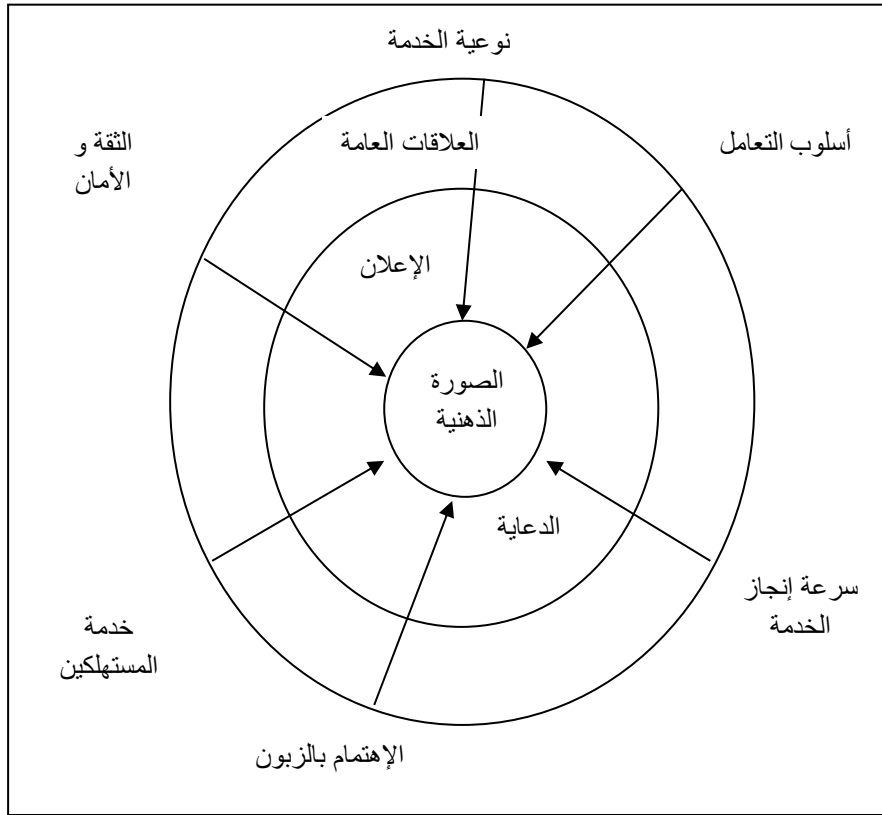 نوعية الخدمة
العلاقات العامة
الثقة و
الأمان
أسلوب التعامل
الإعلان
الصورة
الذهنية
الدعاية
سرعة إنجاز
الخدمة
خدمة
المستهلكين
الإهتمام بالزبون